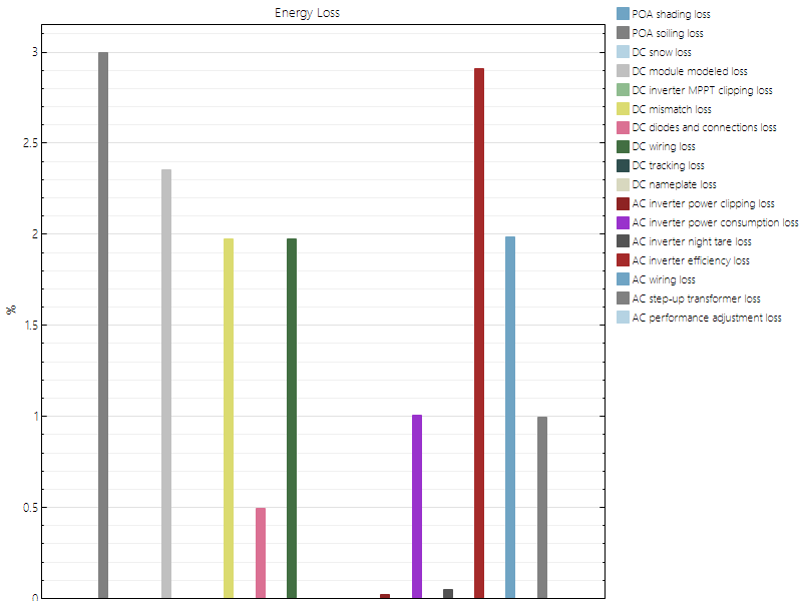 Energy Loss
3
2.5
2
1.5
1
0.5
0
%
POA shading loss
POA soiling loss
DC snow loss
DC module modeled loss
DC inverter MPPT clipping loss
DC mismatch loss
DC diodes and connections loss
DC wiring loss
DC tracking loss
DC nameplate loss
AC inverter power clipping loss
AC inverter power consumption loss
AC inverter night tare loss
AC inverter efficiency loss
AC wiring loss
AC step-up transformer loss
AC performance adjustment loss